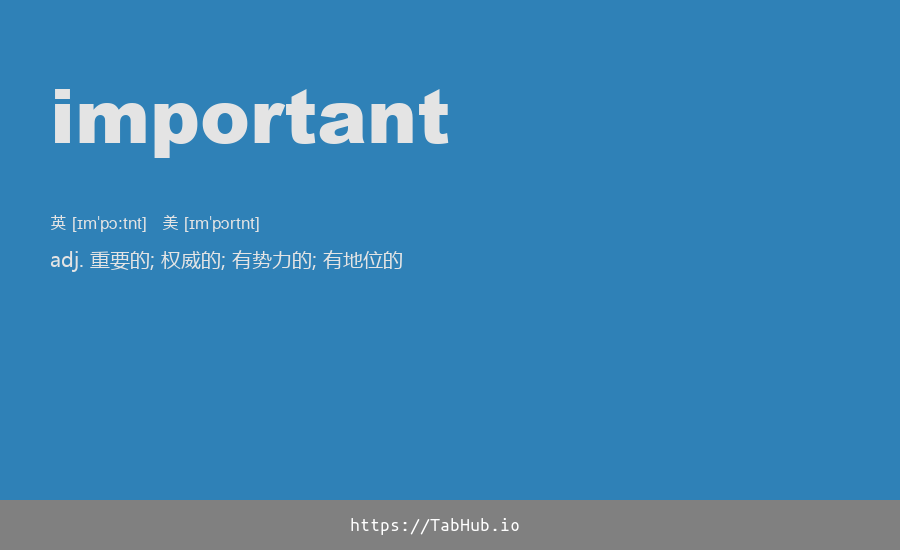 important
英 [ɪmˈpɔːtnt] 美 [ɪmˈpɔrtnt]
adj. 重要的; 权威的; 有势力的; 有地位的
https://TabHub.io